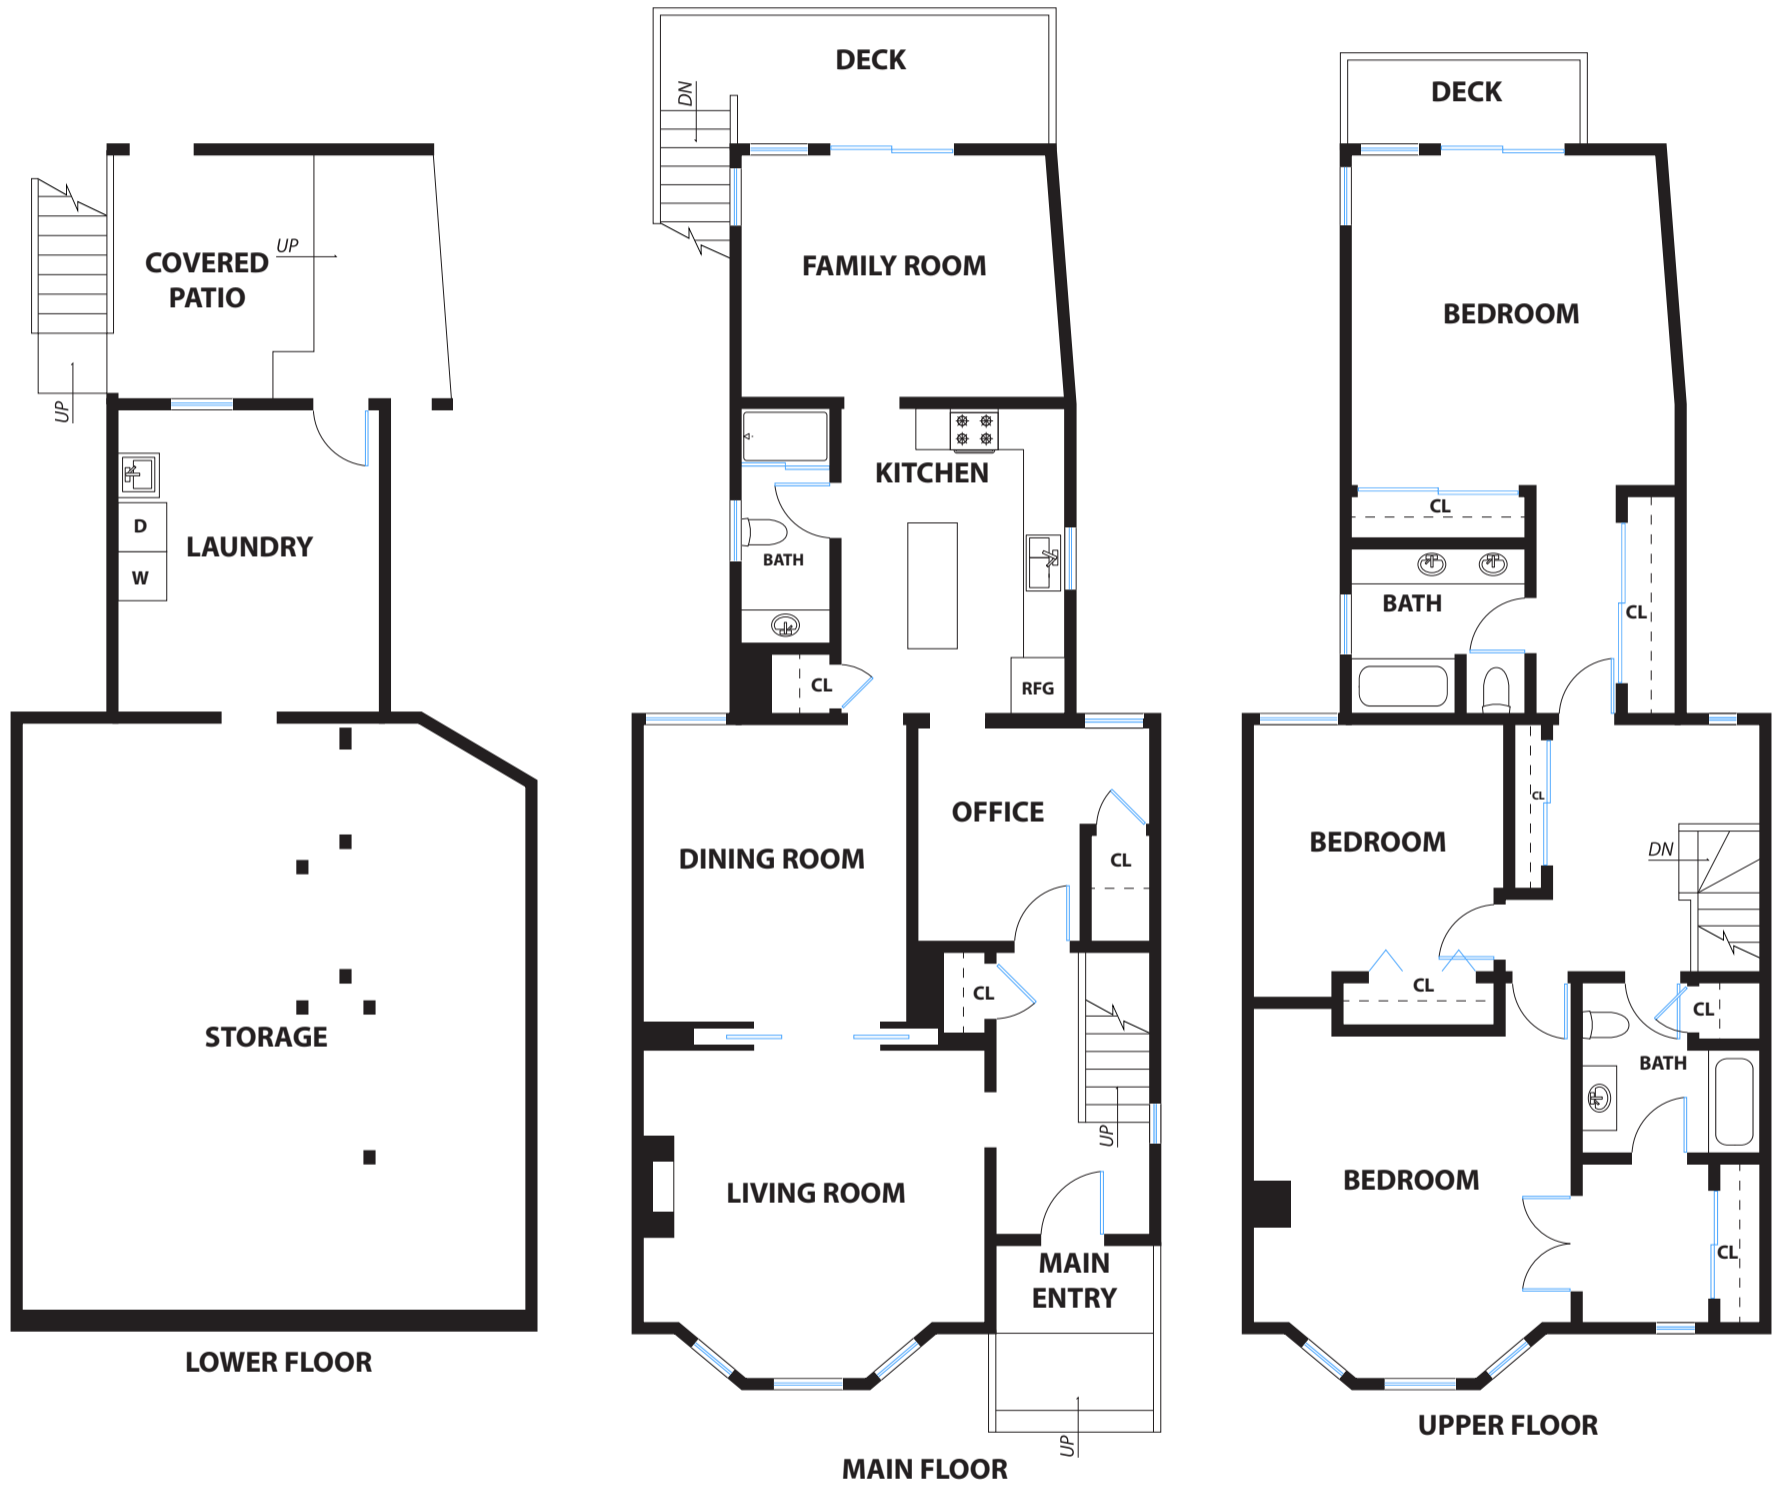 UP
COVERED
PATIO
UP
D
W
LAUNDRY
STORAGE
LOWER FLOOR
DECK
DN
FAMILY ROOM
KITCHEN
BATH
CL
RFG
OFFICE
DINING ROOM
CL
CL
UP
LIVING ROOM
MAIN
ENTRY
UP
MAIN FLOOR
DECK
BEDROOM
CL
BATH
CL
CL
BEDROOM
DN
CL
CL
BATH
BEDROOM
CL
UPPER FLOOR